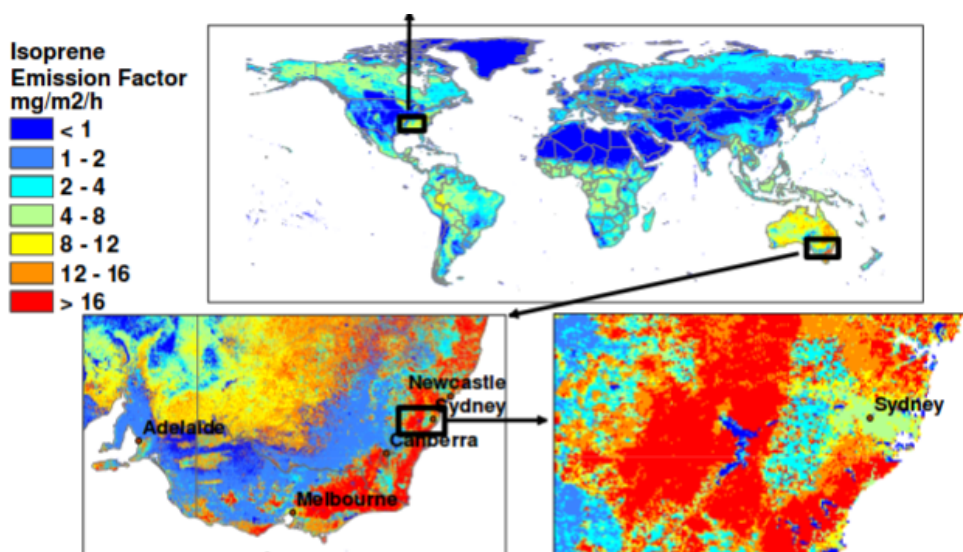 Isoprene
Emission Factor
mg/m2/h
< 1
1 - 2
2 - 4
4 - 8
8 - 12
12 - 16
> 16
Newcastle
Sydney
Adelaide
Canberra
Melbourne
Sydney